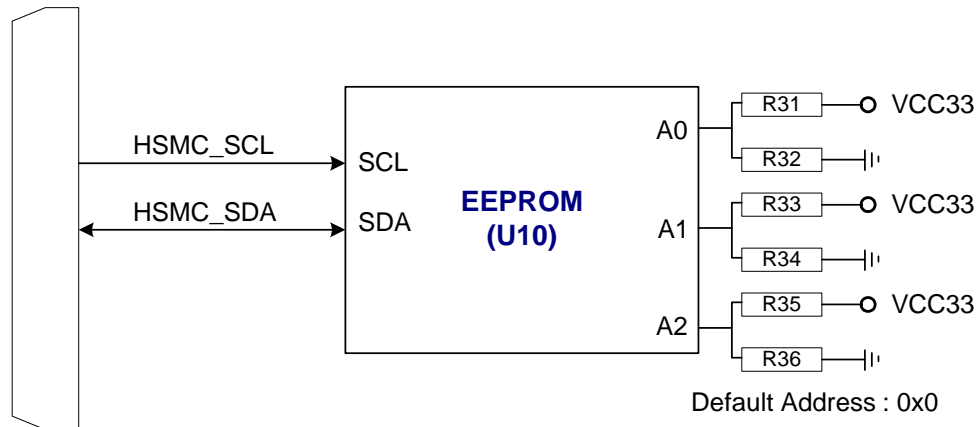 HSMC_SCL
HSMC_SDA
SCL
SDA
EEPROM
(U10)
A0
A1
A2
R31
VCC33
R32
R33
VCC33
R34
R35
VCC33
R36
Default Address : 0x0